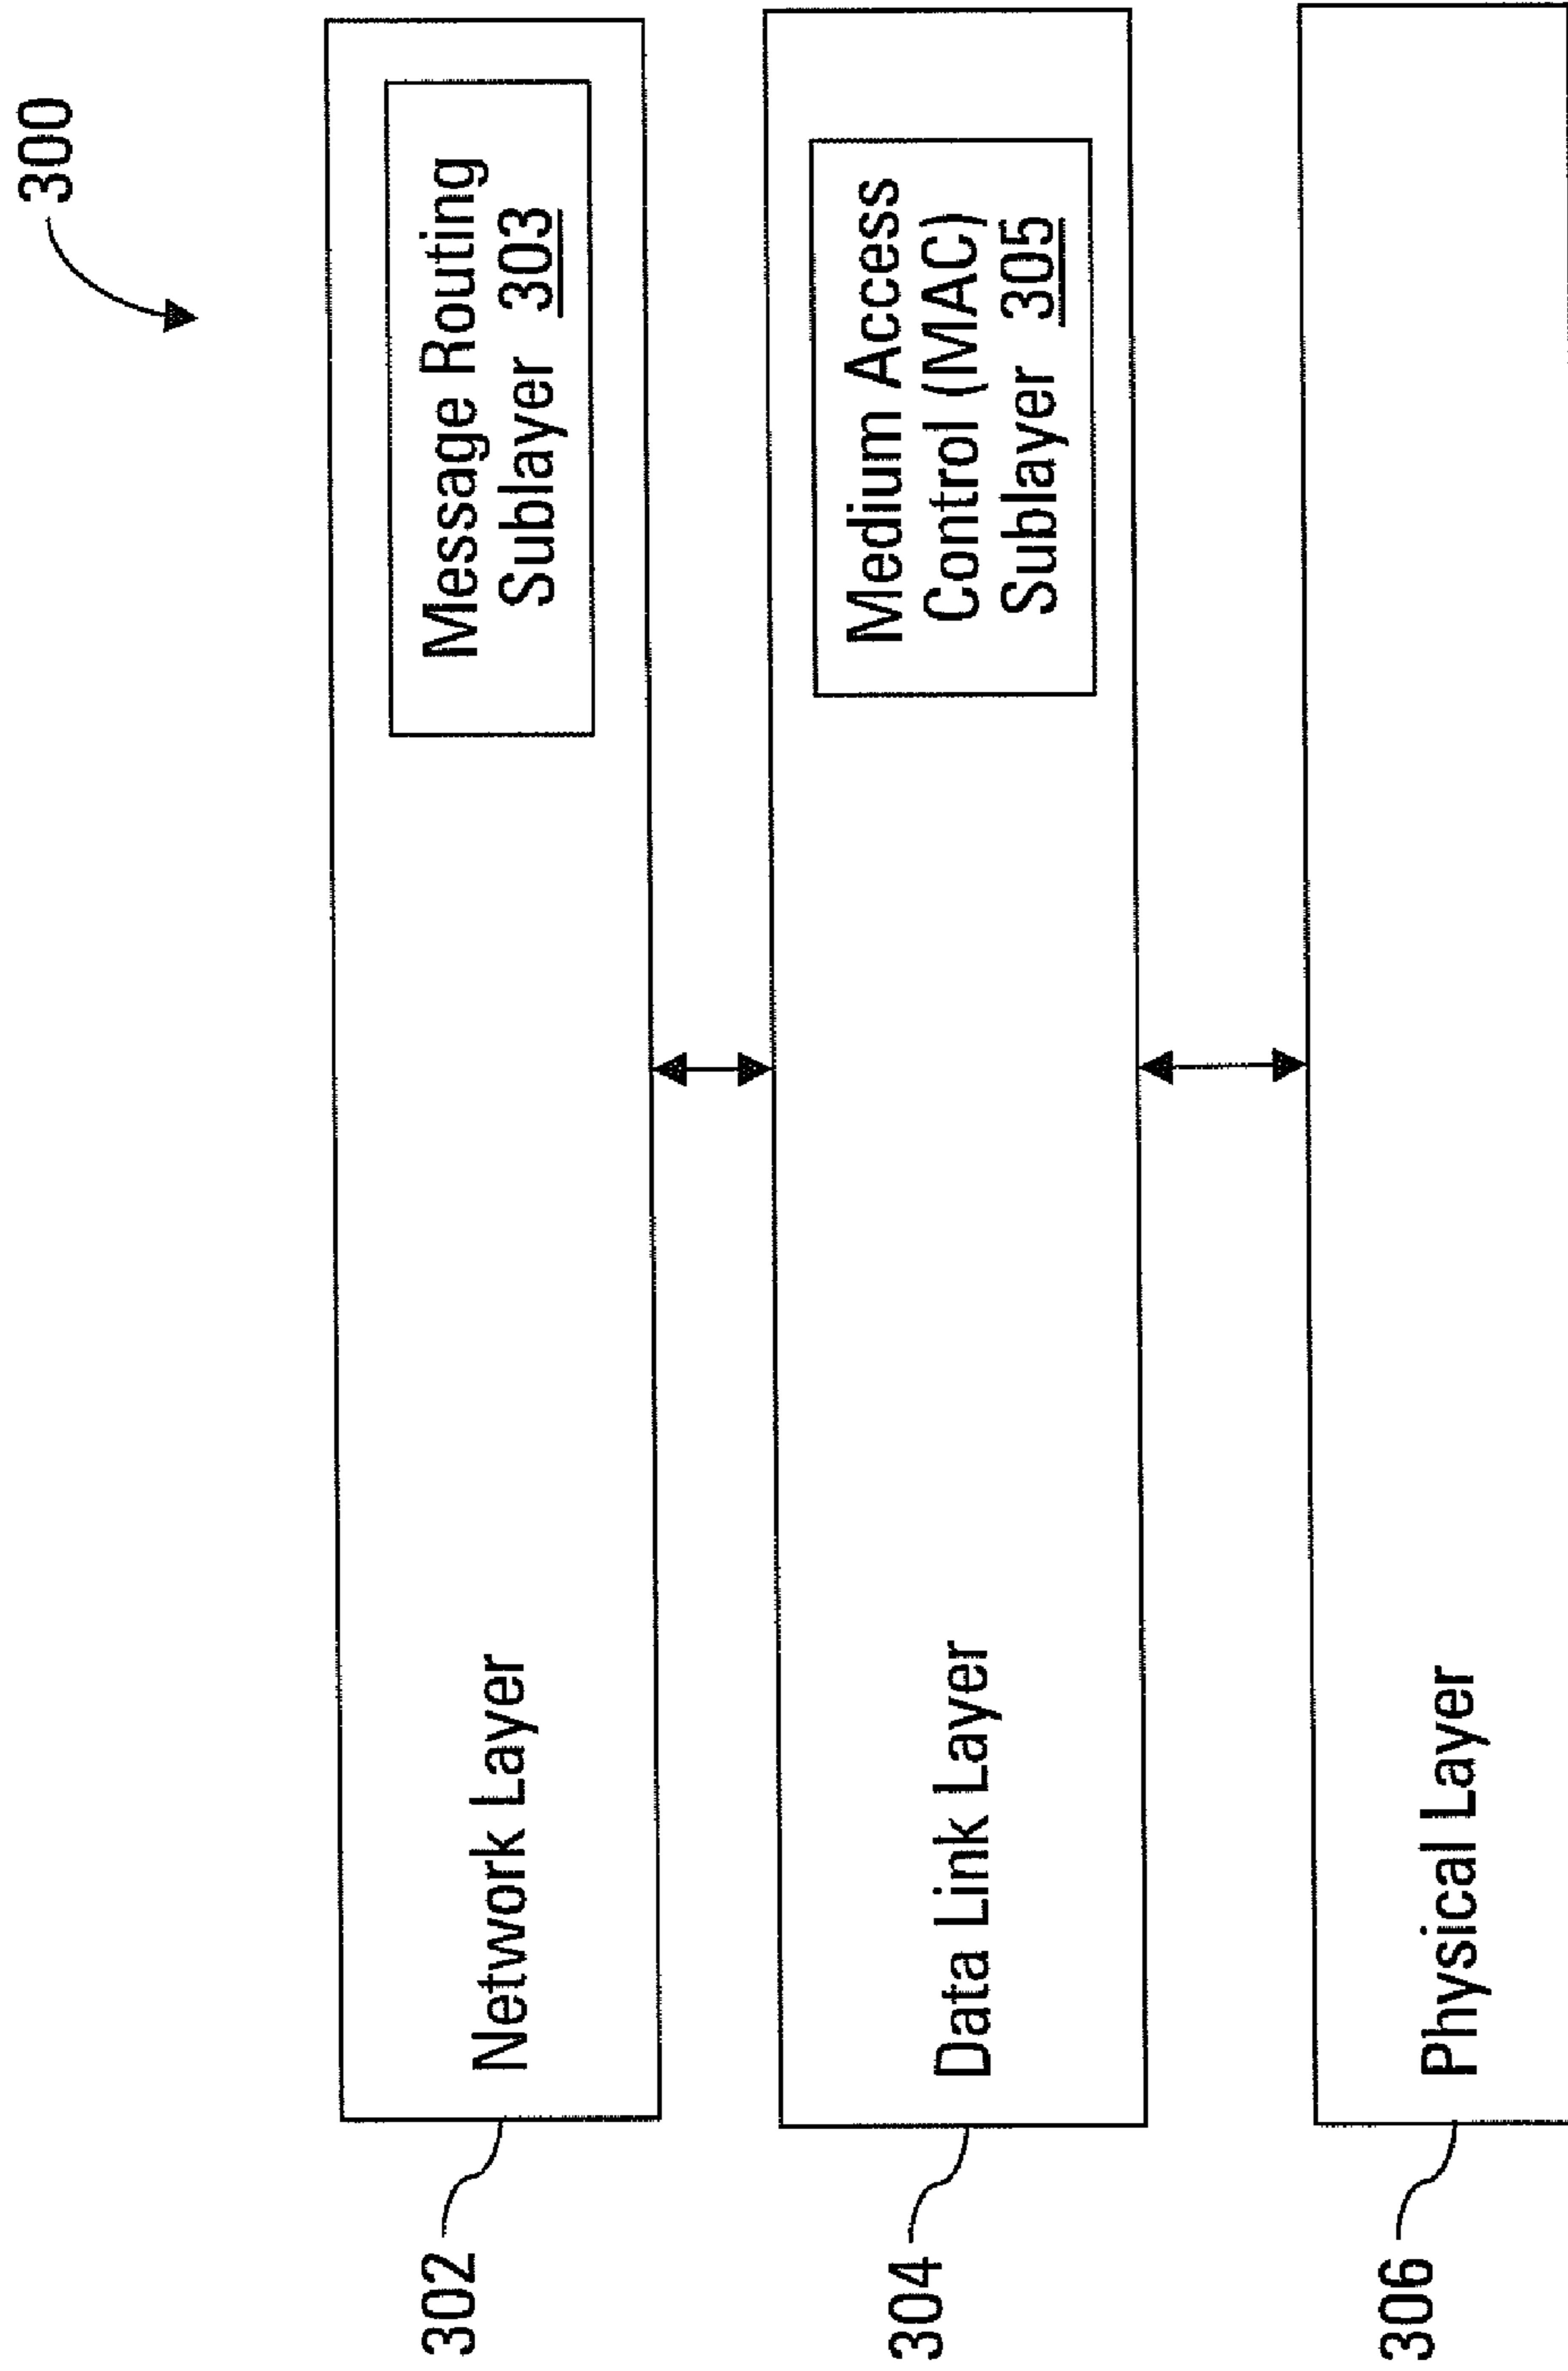 300
302
Network Layer
Message Routing
Sublayer 303
304
Data Link Layer
Medium Access
Control (MAC)
Sublayer 305
306
Physical Layer